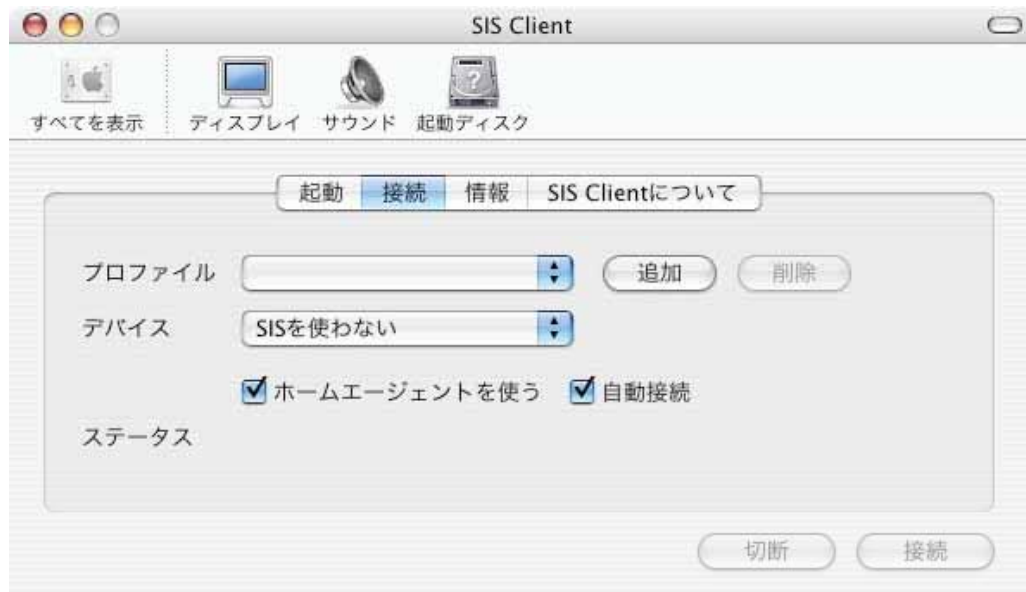 SIS Client
すべてを表示 ディスプレイ サウンド 起動ディスク
起動 接続 情報 SIS Clientについて
プロファイル 追加 削除
デバイス SISを使わない
ホームエージェントを使う 自動接続
ステータス
切断 接続